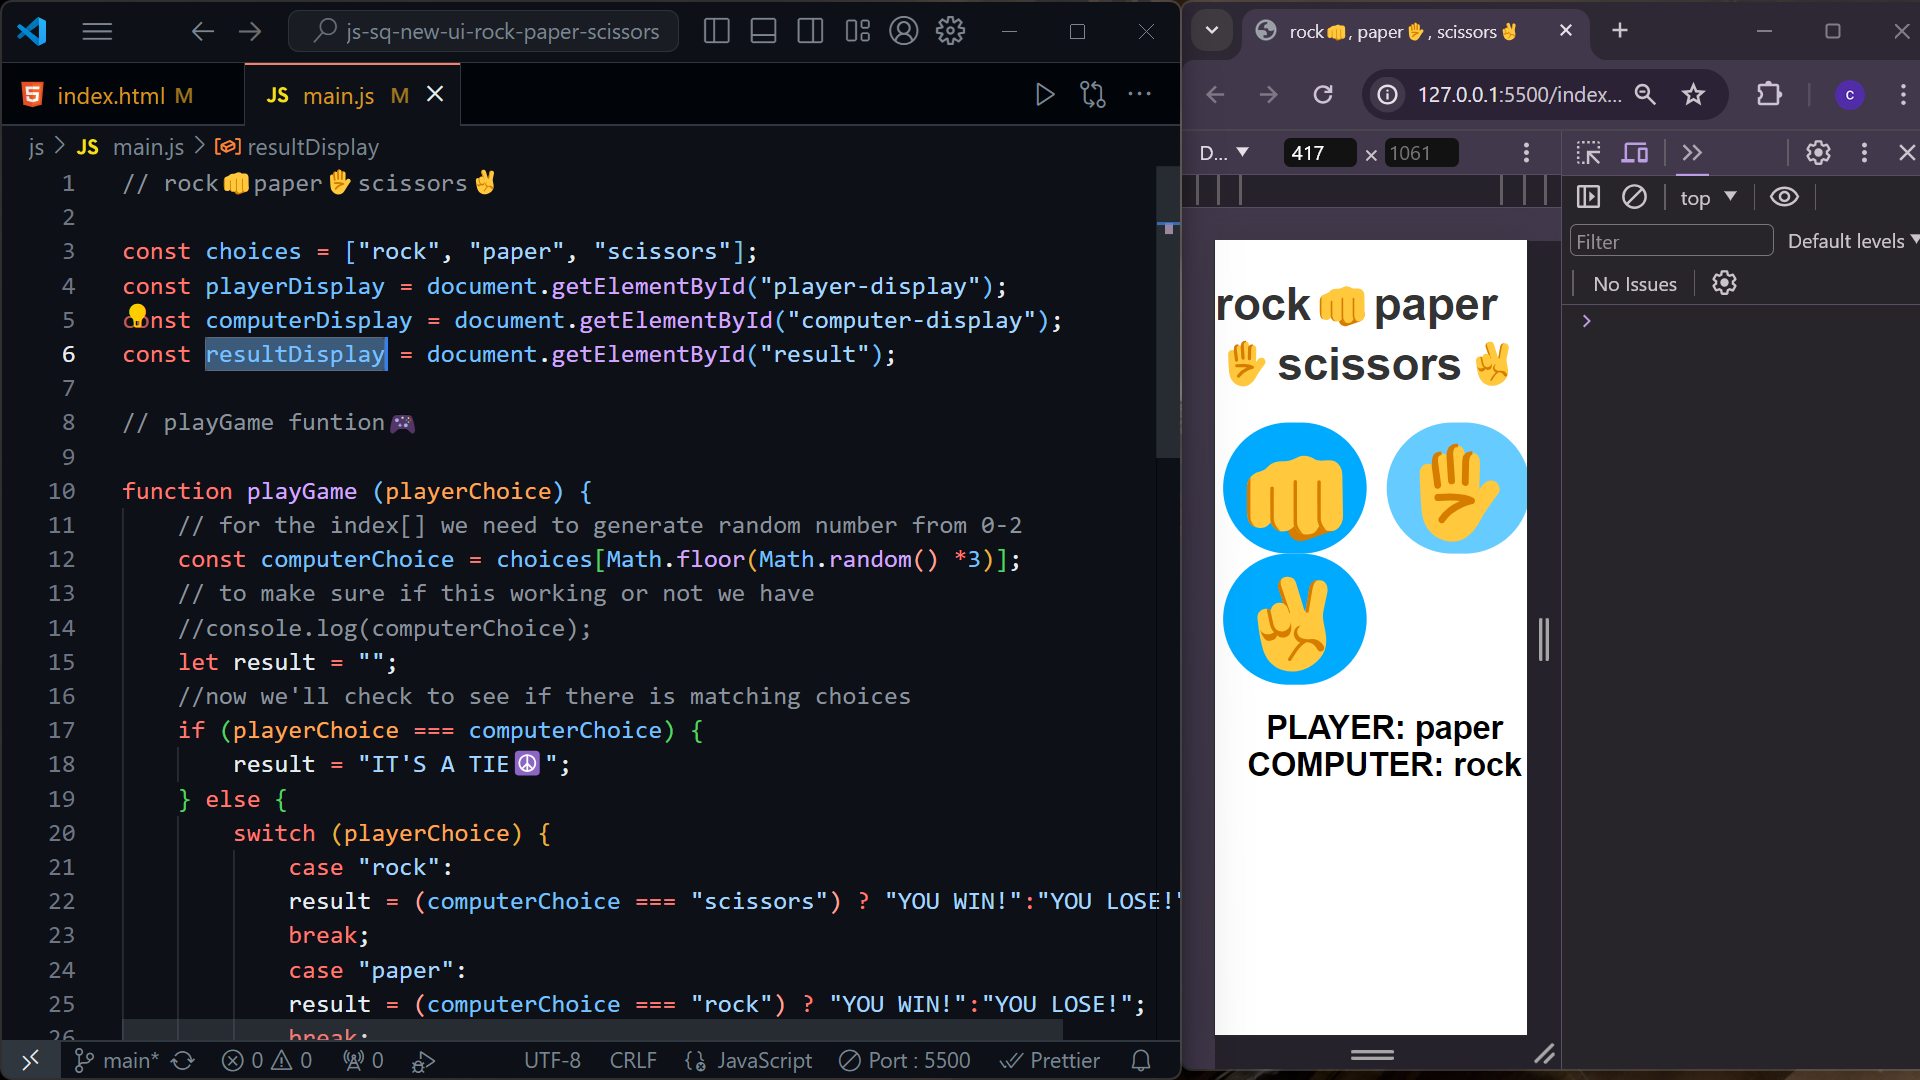 js-sq-new-ui-rock-paper-scissors
index.html M
JS main.js M
js > JS main.js > resultDisplay
1 // rock👊paper✋scissors✌
2
3 const choices = ["rock", "paper", "scissors"];
4 const playerDisplay = document.getElementById("player-display");
5 const computerDisplay = document.getElementById("computer-display");
6 const resultDisplay = document.getElementById("result");
7
8 // playGame funtion🎮
9
10 function playGame (playerChoice) {
11 // for the index[] we need to generate random number from 0-2
12 const computerChoice = choices[Math.floor(Math.random() *3)];
13 // to make sure if this working or not we have
14 //console.log(computerChoice);
15 let result = "";
16 //now we'll check to see if there is matching choices
17 if (playerChoice === computerChoice) {
18 result = "IT'S A TIE☮";
19 } else {
20 switch (playerChoice) {
21 case "rock":
22 result = (computerChoice === "scissors") ? "YOU WIN!":"YOU LOSE!"
23 break;
24 case "paper":
25 result = (computerChoice === "rock") ? "YOU WIN!":"YOU LOSE!";
26 break;
main* 0 0 0 UTF-8 CRLF JavaScript Port : 5500 Prettier
rock👊, paper✋, scissors✌
127.0.0.1:5500/index... c
D... 417 × 1061
top
Filter Default levels
No Issues
rock👊paper
✋scissors✌
PLAYER: paper
COMPUTER: rock